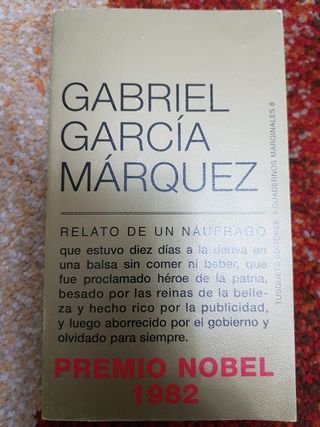 GABRIEL
GARCÍA
MÁRQUEZ
RELATO DE UN NÁUFRAGO
que estuvo diez días a la deriva en
una balsa sin comer ni beber, que
fue proclamado héroe de la patria,
besado por las reinas de la belle-
za y hecho rico por la publicidad,
y luego aborrecido por el gobierno y
olvidado para siempre.
PREMIO NOBEL
1982
TUSQUETS EDITORES CUADERNOS MARGINALES 8